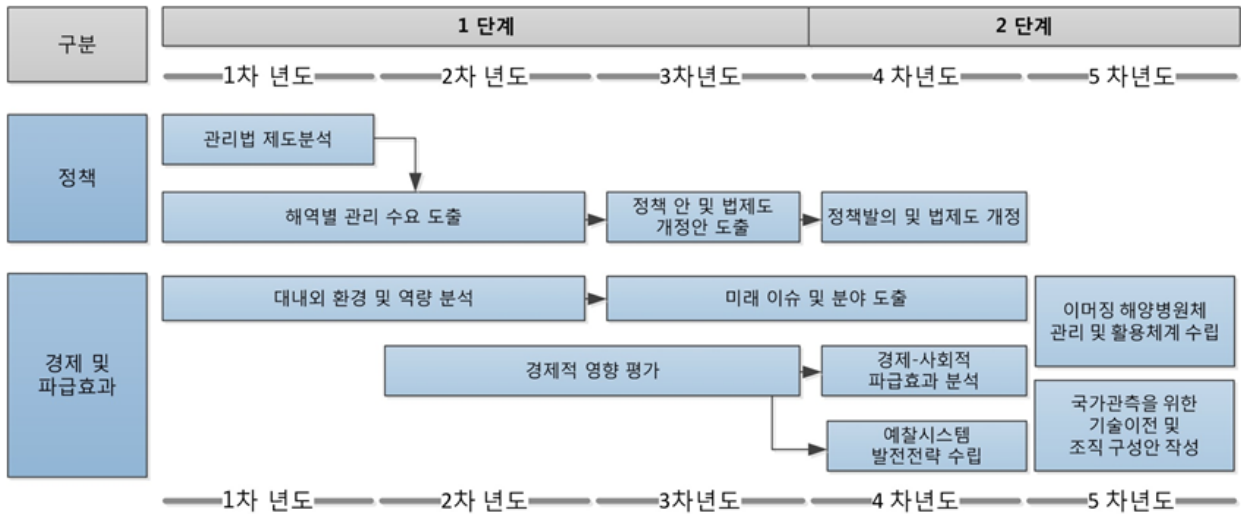 구분
1 단계
2 단계
1차 년도
2차 년도
3차년도
4 차년도
5 차년도
정책
관리법 제도분석
해역별 관리 수요 도출
정책 안 및 법제도
개정안 도출
정책발의 및 법제도 개정
경제 및
파급효과
대내외 환경 및 역량 분석
미래 이슈 및 분야 도출
이머징 해양병원체
관리 및 활용체계 수립
경제적 영향 평가
경제-사회적
파급효과 분석
국가관측을 위한
기술이전 및
조직 구성안 작성
예찰시스템
발전전략 수립
1차 년도
2차 년도
3차년도
4 차년도
5 차년도